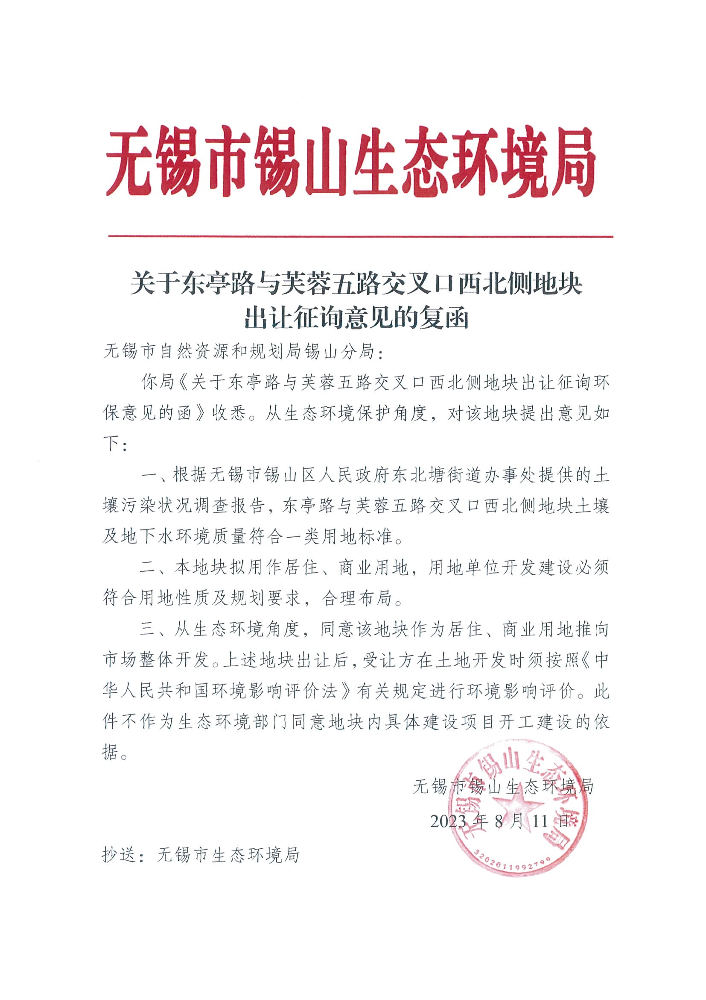 无锡市锡山生态环境局
关于东亭路与芙蓉五路交叉口西北侧地块
出让征询意见的复函
无锡市自然资源和规划局锡山分局：
你局《关于东亭路与芙蓉五路交叉口西北侧地块出让征询环
保意见的函》收悉。从生态环境保护角度，对该地块提出意见如
下：
一、根据无锡市锡山区人民政府东北塘街道办事处提供的土
壤污染状况调查报告，东亭路与芙蓉五路交叉口西北侧地块土壤
及地下水环境质量符合一类用地标准。
二、本地块拟用作居住、商业用地，用地单位开发建设必须
符合用地性质及规划要求，合理布局。
三、从生态环境角度，同意该地块作为居住、商业用地推向
市场整体开发。上述地块出让后，受让方在土地开发时须按照《中
华人民共和国环境影响评价法》有关规定进行环境影响评价。此
件不作为生态环境部门同意地块内具体建设项目开工建设的依
据。
无锡市锡山生态环境局
2023 年 8 月 11 日
无锡市锡山生态环境局
3202011992799
抄送：无锡市生态环境局